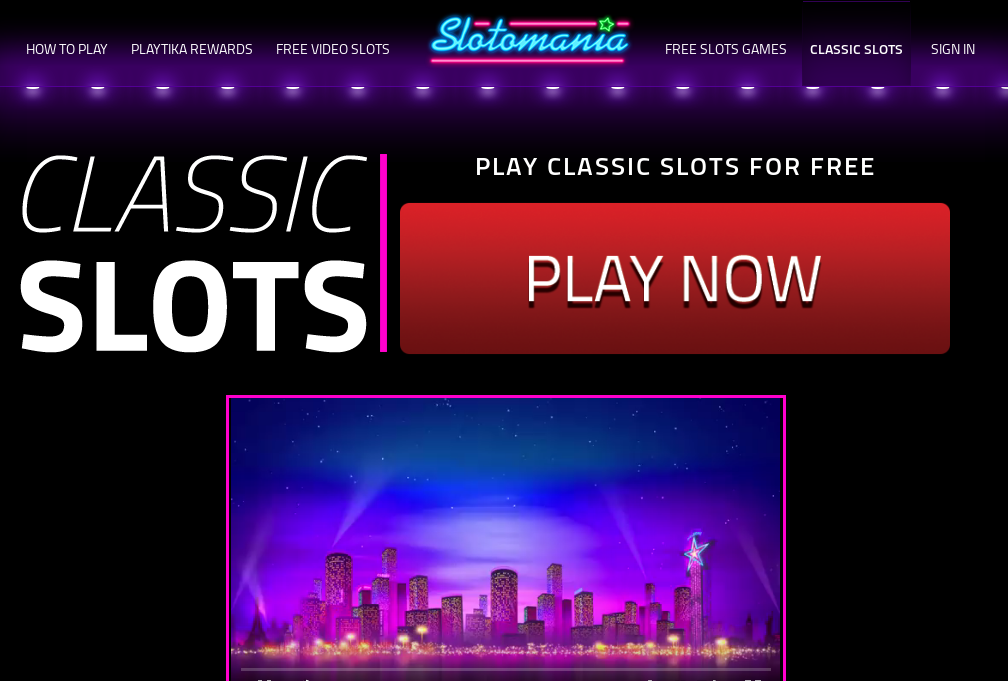 HOW TO PLAY
PLAYTIKA REWARDS
FREE VIDEO SLOTS
Slotomania
FREE SLOTS GAMES
CLASSIC SLOTS
SIGN IN
CLASSIC
SLOTS
PLAY CLASSIC SLOTS FOR FREE
PLAY NOW